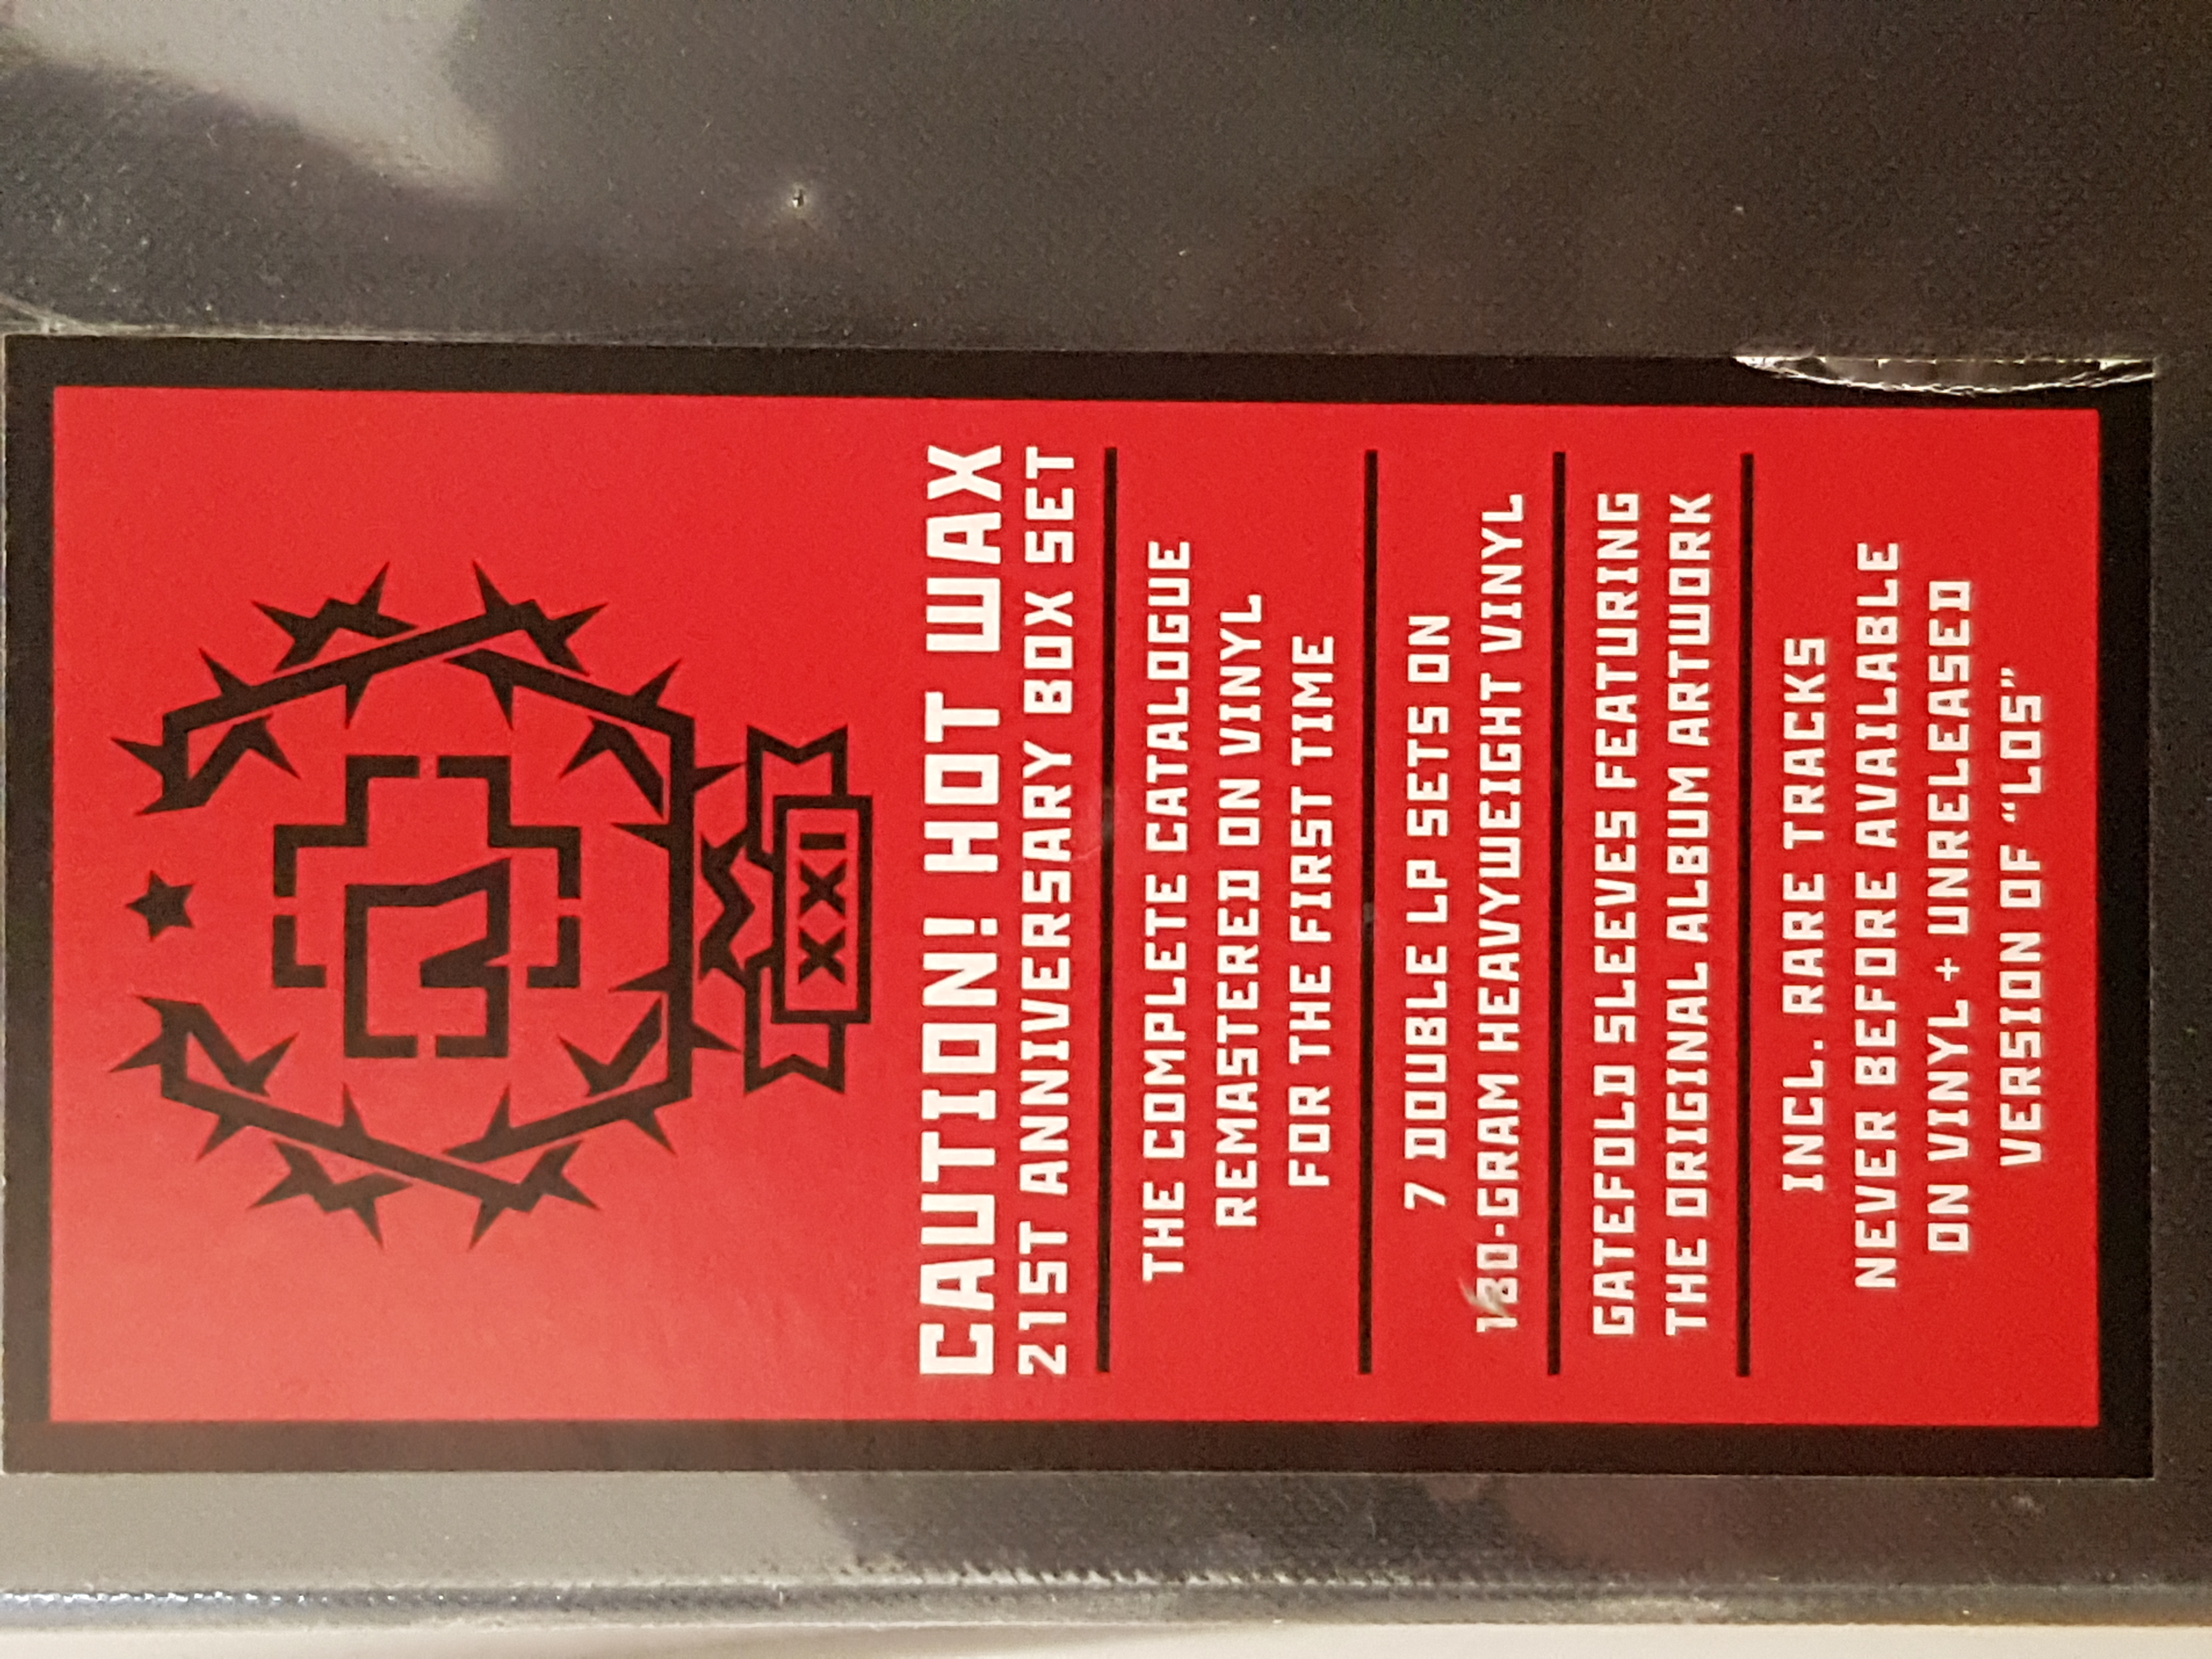 XXI
CAUTION! HOT WAX
21ST ANNIVERSARY BOX SET
THE COMPLETE CATALOGUE
REMASTERED ON VINYL
FOR THE FIRST TIME
7 DOUBLE LP SETS ON
180-GRAM HEAVYWEIGHT VINYL
GATEFOLD SLEEVES FEATURING
THE ORIGINAL ALBUM ARTWORK
INCL. RARE TRACKS
NEVER BEFORE AVAILABLE
ON VINYL + UNRELEASED
VERSION OF “LOS”